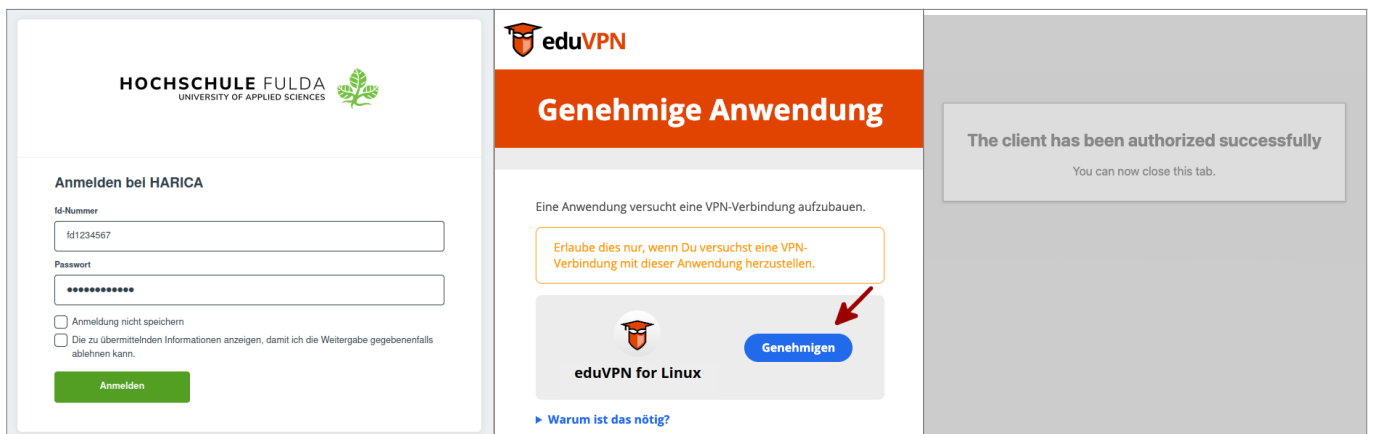 HOCHSCHULE FULDA
UNIVERSITY OF APPLIED SCIENCES
Anmelden bei HARICA
fd-Nummer
fd1234567
Passwort
••••••••••••
Anmeldung nicht speichern
Die zu übermittelnden Informationen anzeigen, damit ich die Weitergabe gegebenenfalls
ablehnen kann.
Anmelden
eduVPN
Genehmige Anwendung
Eine Anwendung versucht eine VPN-Verbindung aufzubauen.
Erlaube dies nur, wenn Du versuchst eine VPN-
Verbindung mit dieser Anwendung herzustellen.
Genehmigen
eduVPN for Linux
Warum ist das nötig?
The client has been authorized successfully
You can now close this tab.